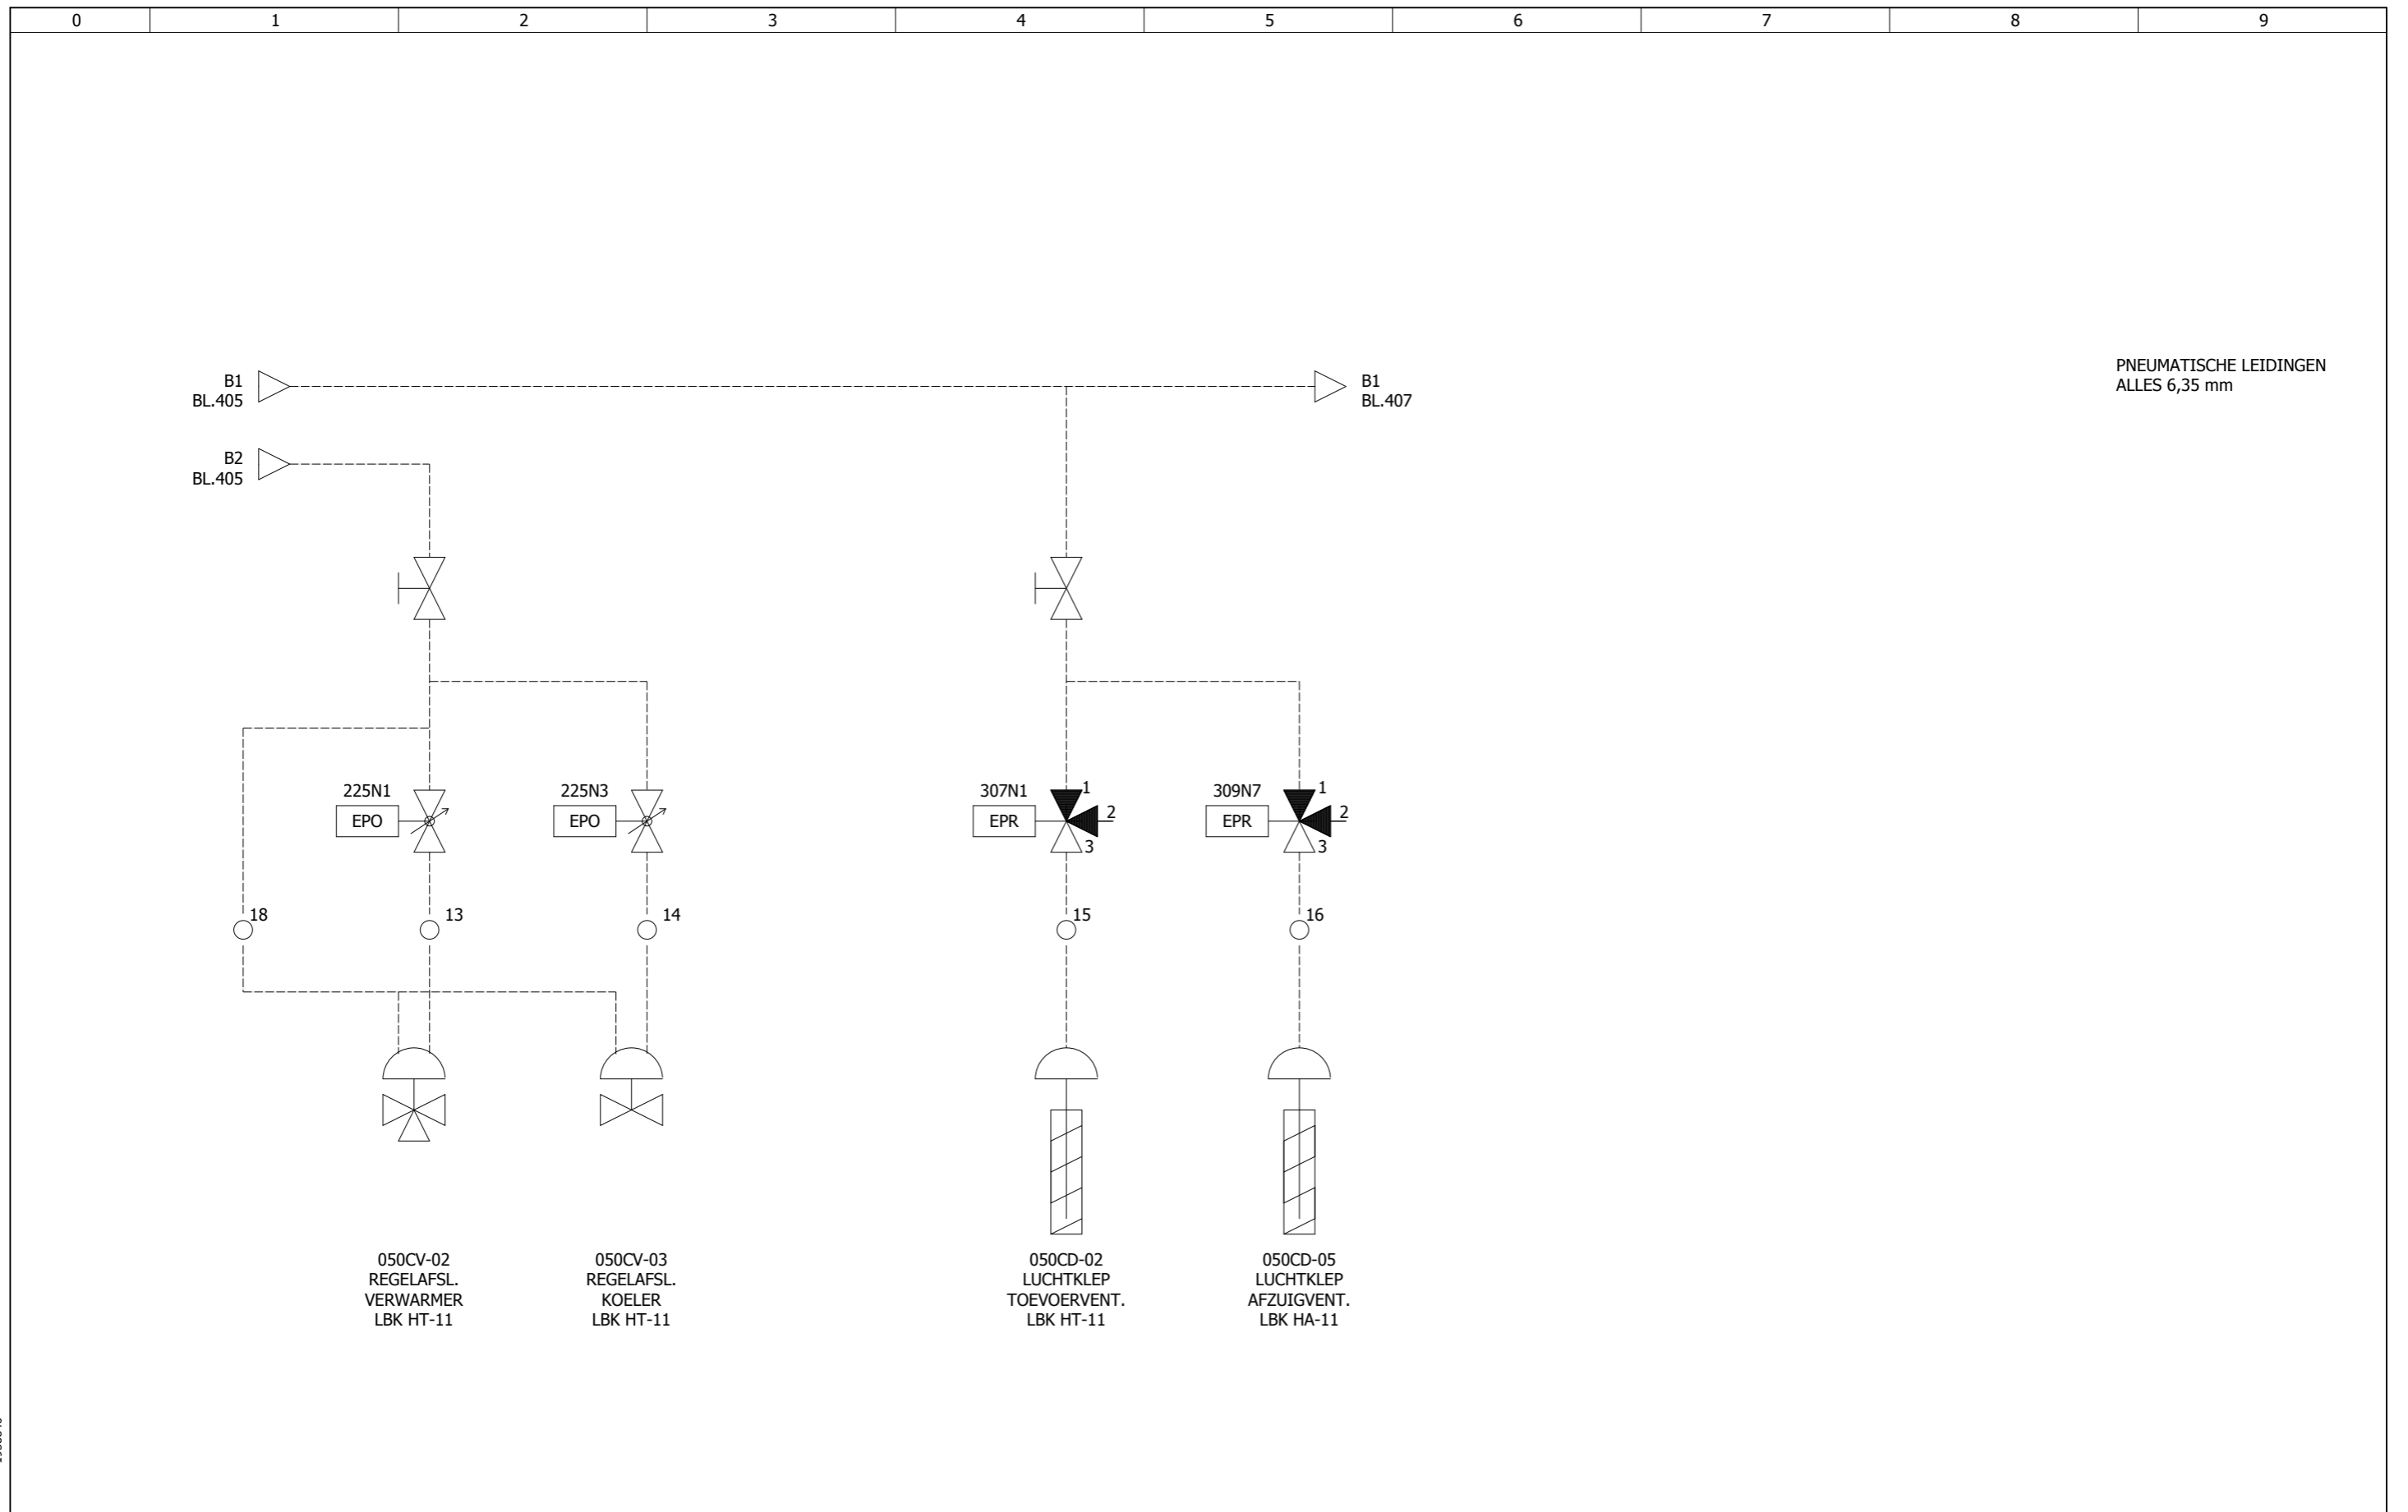 0 1 2 3 4 5 6 7 8 9
PNEUMATISCHE LEIDINGEN
ALLES 6,35 mm
B1
BL.405
B1
BL.407
B2
BL.405
225N1
EPO
225N3
EPO
307N1
EPR
1
2
3
309N7
EPR
1
2
3
18
13
14
15
16
050CV-02
REGELAFSL.
VERWARMER
LBK HT-11
050CV-03
REGELAFSL.
KOELER
LBK HT-11
050CD-02
LUCHTKLEP
TOEVOERVENT.
LBK HT-11
050CD-05
LUCHTKLEP
AFZUIGVENT.
LBK HA-11